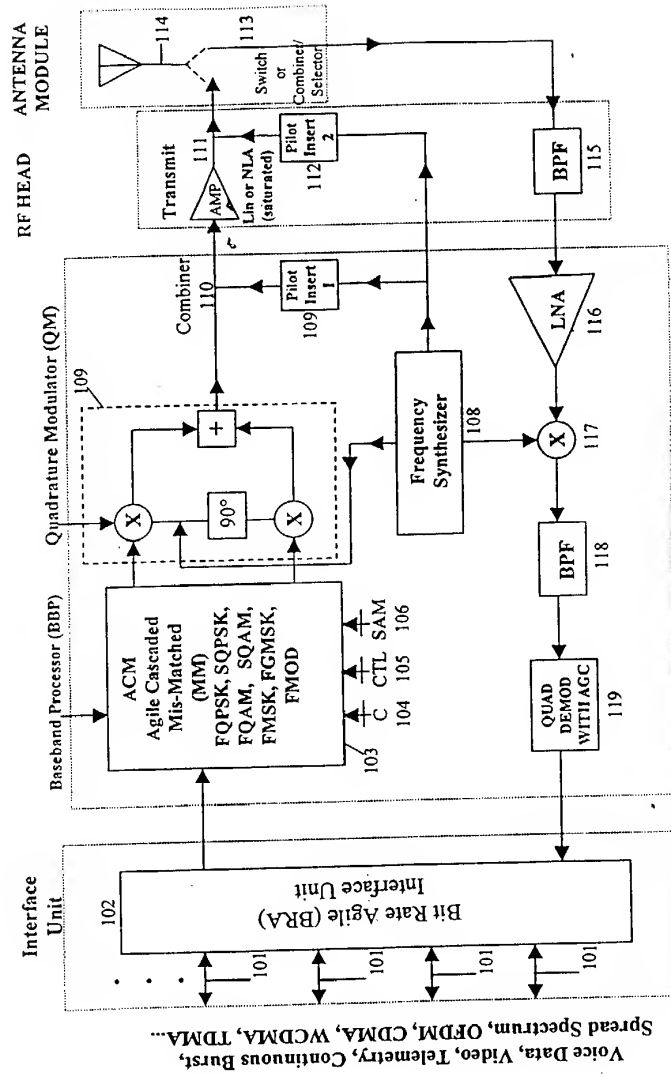 Voice Data, Video, Telemetry, Continuous Burst,
Spread Spectrum, OFDM, CDMA, WCDMA, TDMA...
Interface
Unit
102
Bit Rate Agile (BRA)
Interface Unit
101
101
101
101
Baseband Processor (BBP)
ACM
Agile Cascaded
Mis-Matched
(MM)
FQPSK, SQPSK,
FQAM, SQAM,
FMSK, FGMSK,
FMOD
103
C
104
CTL
105
SAM
106
Quadrature Modulator (QM)
109
X
90°
X
+
Combiner
110
Pilot
Insert
1
109
Frequency
Synthesizer
108
RF HEAD
Transmit
AMP
111
Lin or NLA
(saturated)
Pilot
Insert
2
112
ANTENNA
MODULE
114
113
Switch
or
Combiner/
Selector
BPF
115
LNA
116
X
117
BPF
118
QUAD
DEMOD
WITH AGC
119